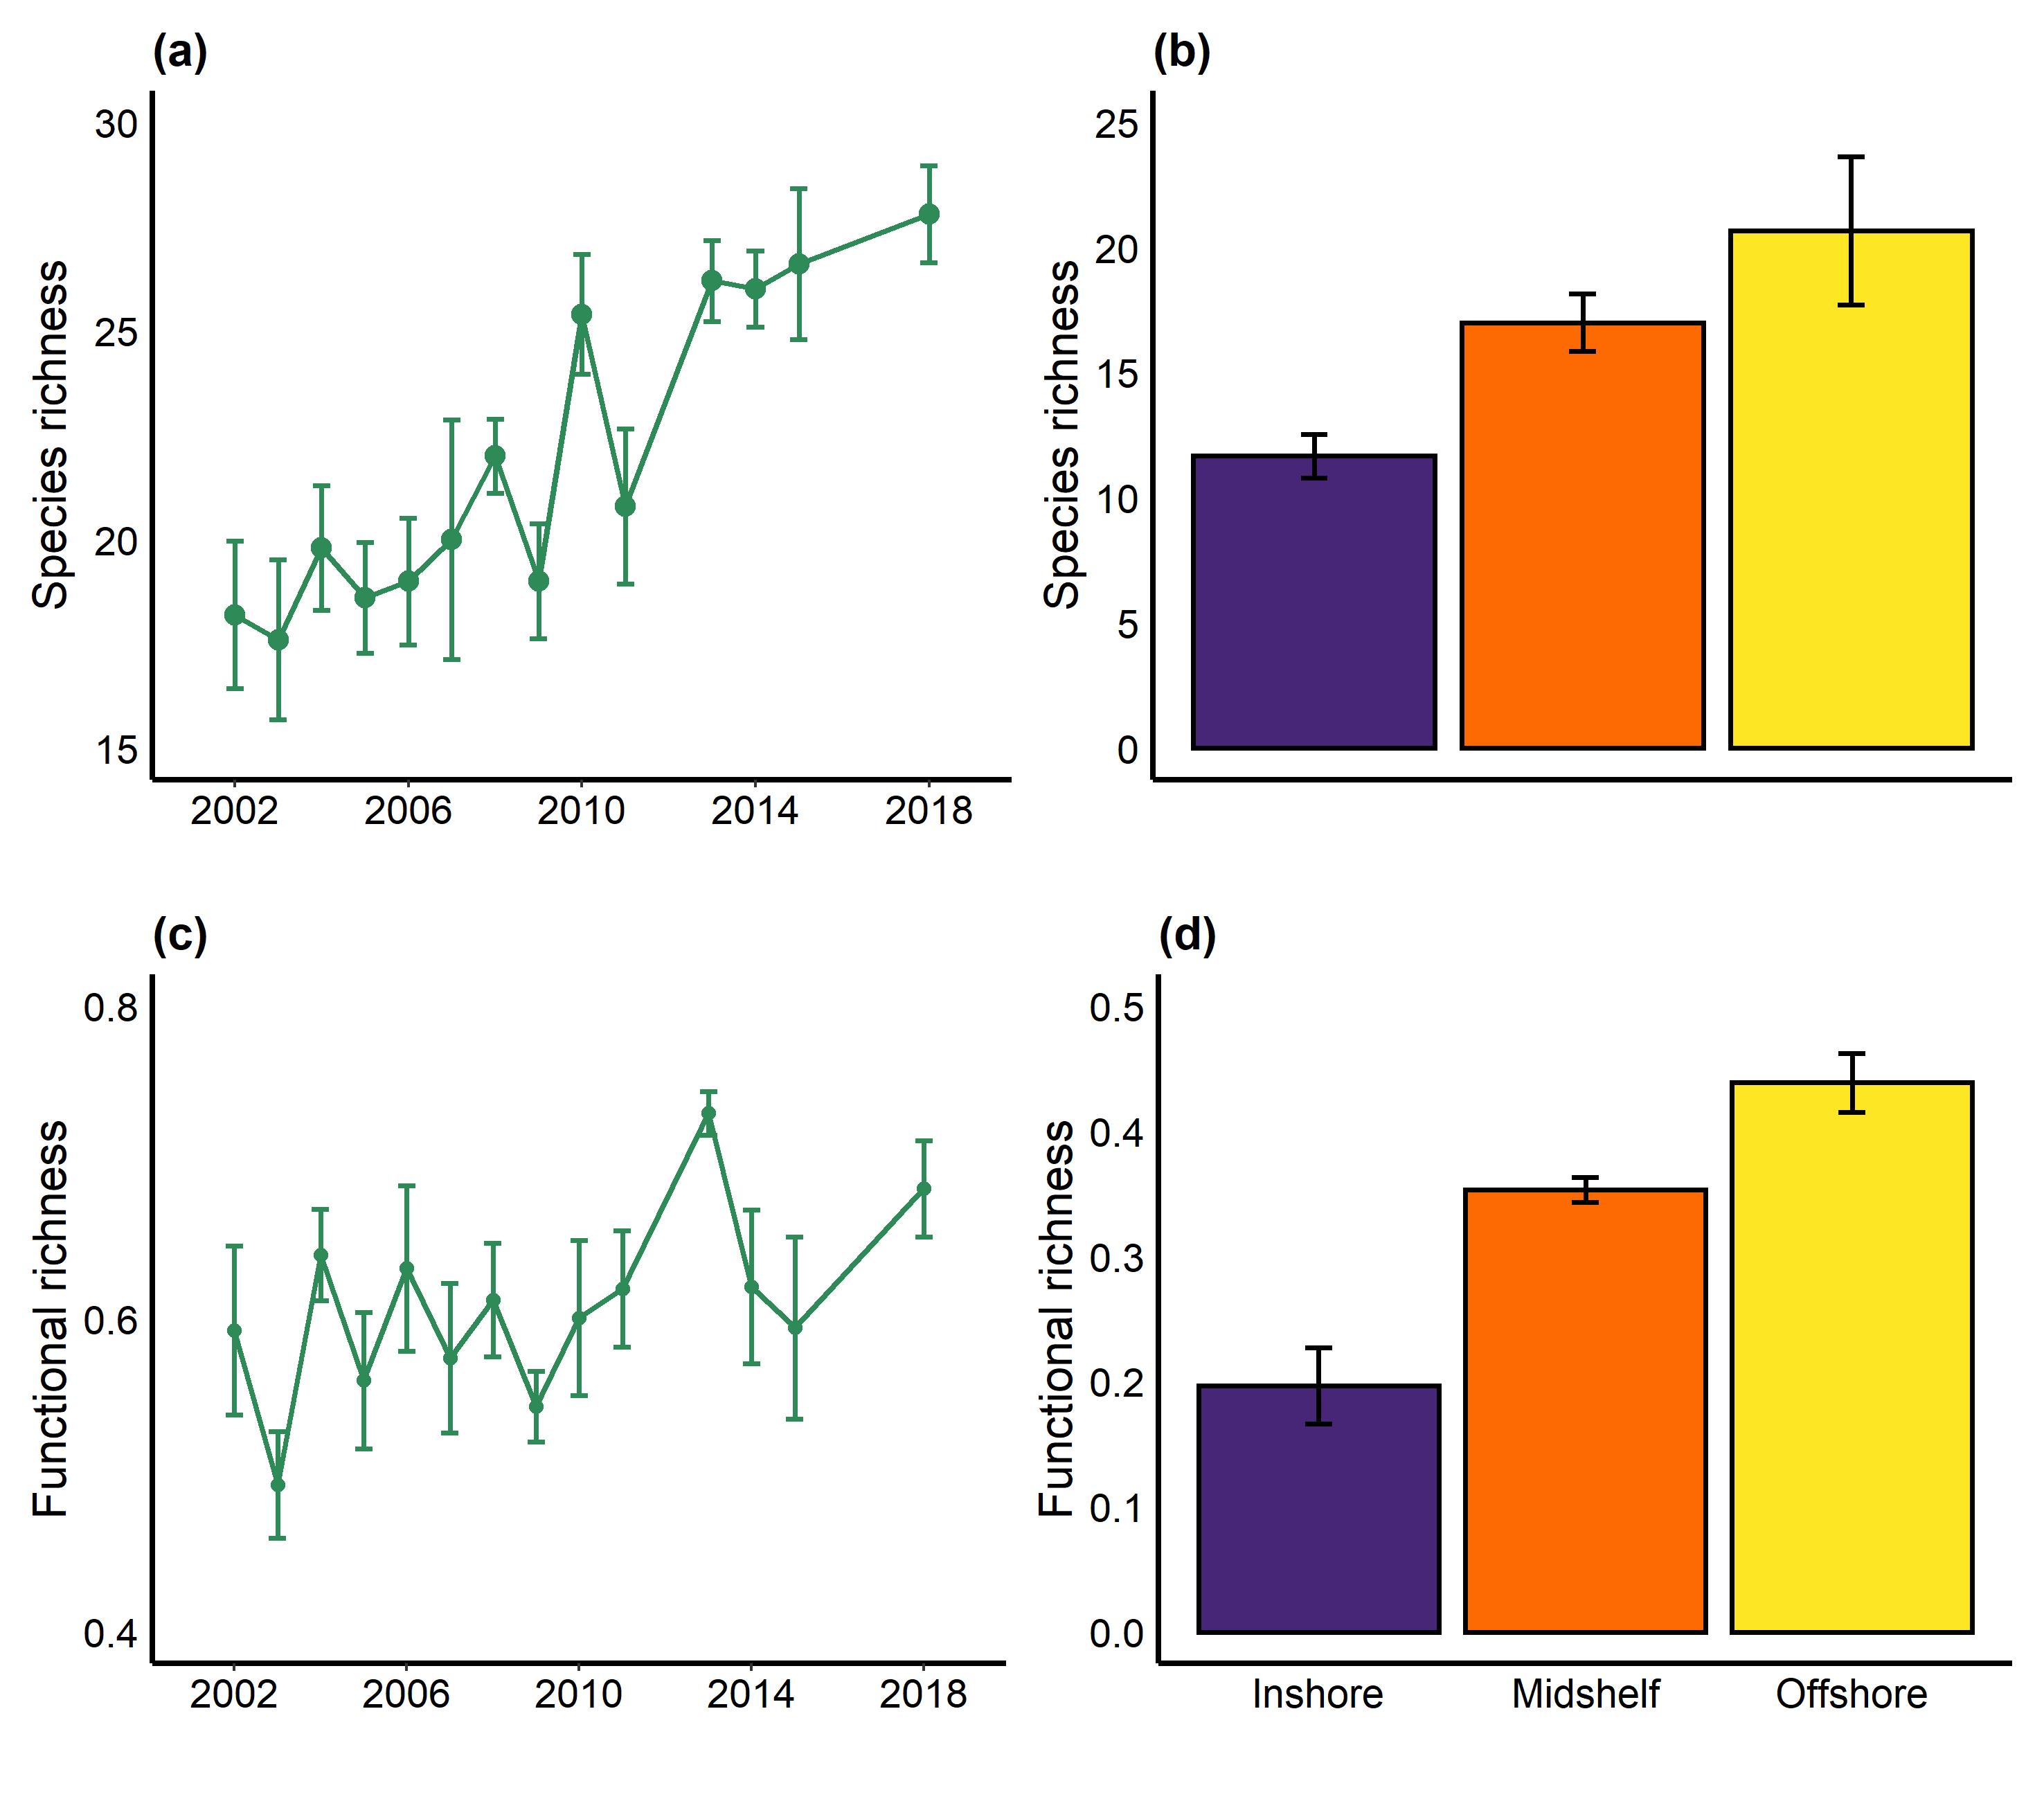 (a)
Species richness
30
25
20
15
2002 2006 2010 2014 2018
(b)
Species richness
25
20
15
10
5
0
(c)
Functional richness
0.8
0.6
0.4
2002 2006 2010 2014 2018
(d)
Functional richness
0.5
0.4
0.3
0.2
0.1
0.0
Inshore Midshelf Offshore